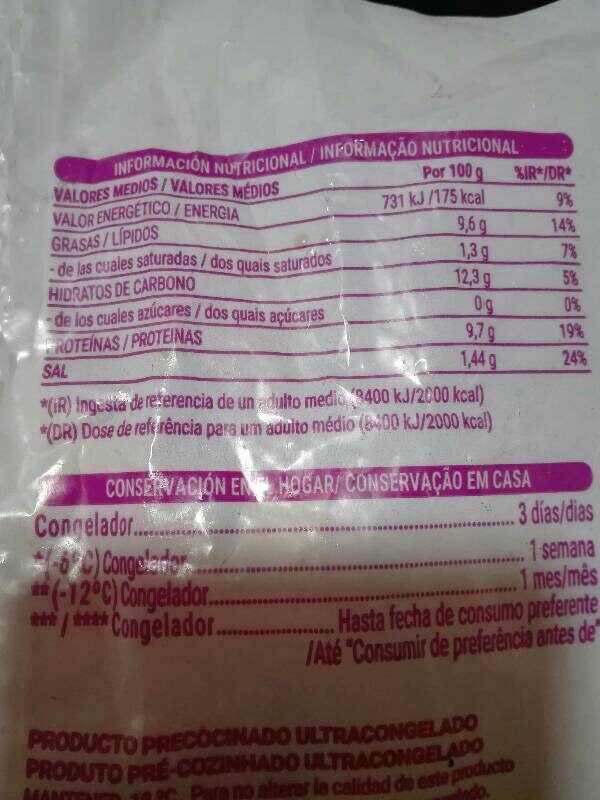 INFORMACIÓN NUTRICIONAL / INFORMAÇÃO NUTRICIONAL
VALORES MEDIOS / VALORES MÉDIOS Por 100 g %IR*/DR*
VALOR ENERGÉTICO / ENERGIA 731 kJ /175 kcal 9%
GRASAS / LÍPIDOS 9,6 g 14%
- de las cuales saturadas / dos quais saturados 1,3 g 7%
HIDRATOS DE CARBONO 12,3 g 5%
- de los cuales azúcares / dos quais açúcares 0 g 0%
PROTEÍNAS / PROTEINAS 9,7 g 19%
SAL 1,44 g 24%
*(IR) Ingesta de referencia de un adulto medio (8400 kJ/2000 kcal)
*(DR) Dose de referência para um adulto médio (8400 kJ/2000 kcal)
CONSERVACIÓN EN EL HOGAR/ CONSERVAÇÃO EM CASA
Congelador.......................................................... 3 días/dias
*(-6ºC) Congelador.................................................. 1 semana
**(-12ºC) Congelador................................................ 1 mes/mês
***/**** Congelador................ Hasta fecha de consumo preferente
/Até "Consumir de preferência antes de"
PRODUCTO PRECOCINADO ULTRACONGELADO
PRODUTO PRÉ-COZINHADO ULTRACONGELADO
Para no alterar la calidad de este producto